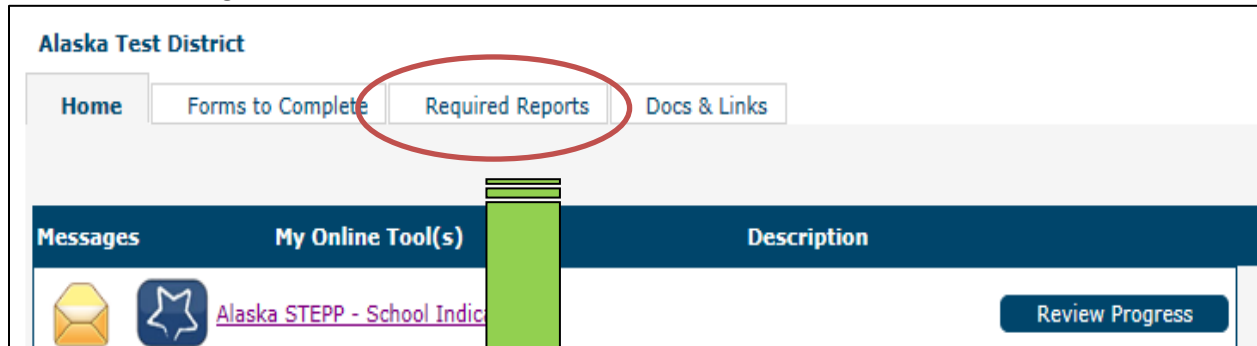 Alaska Test District
Home Forms to Complete Required Reports Docs & Links
Messages My Online Tool(s) Description
Alaska STEPP - School Indic
Review Progress